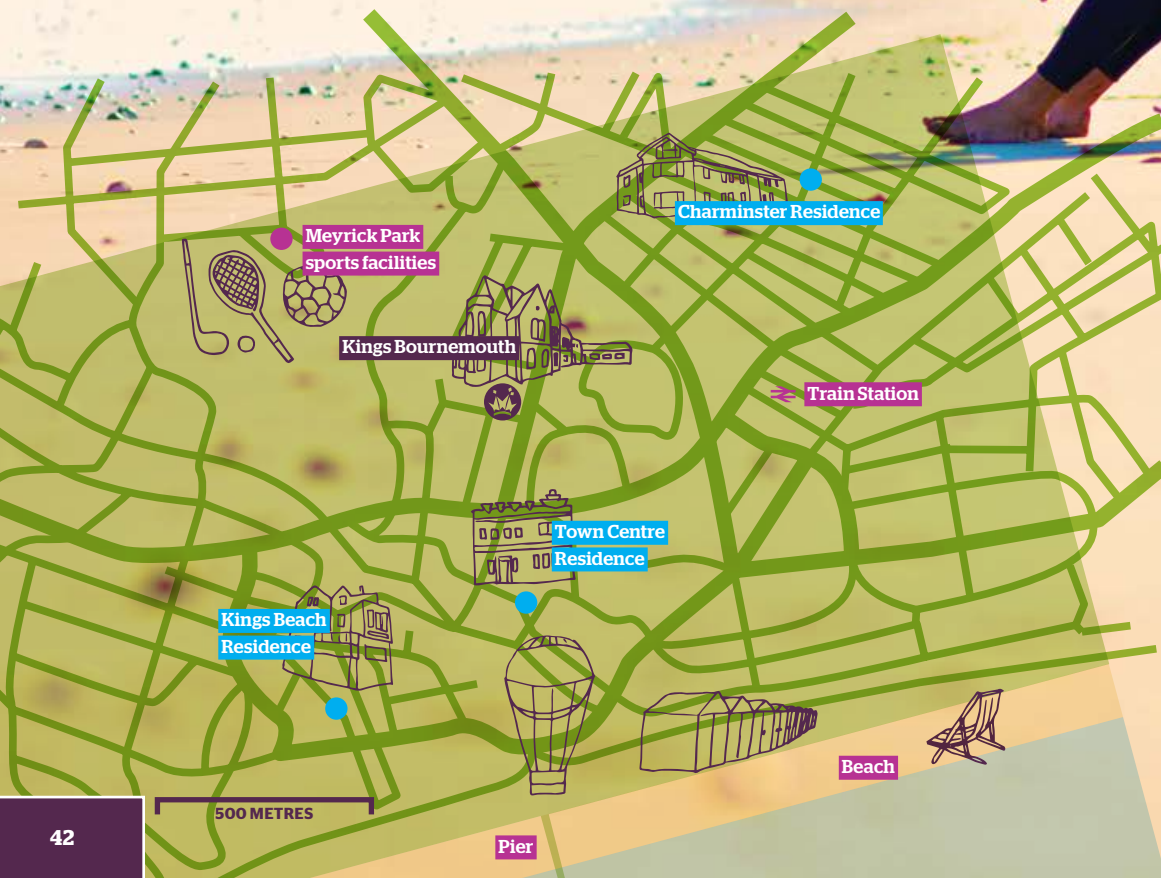 Charminster Residence
Meyrick Park
sports facilities
Kings Bournemouth
Train Station
Town Centre
Residence
Kings Beach
Residence
Beach
500 METRES
42
Pier